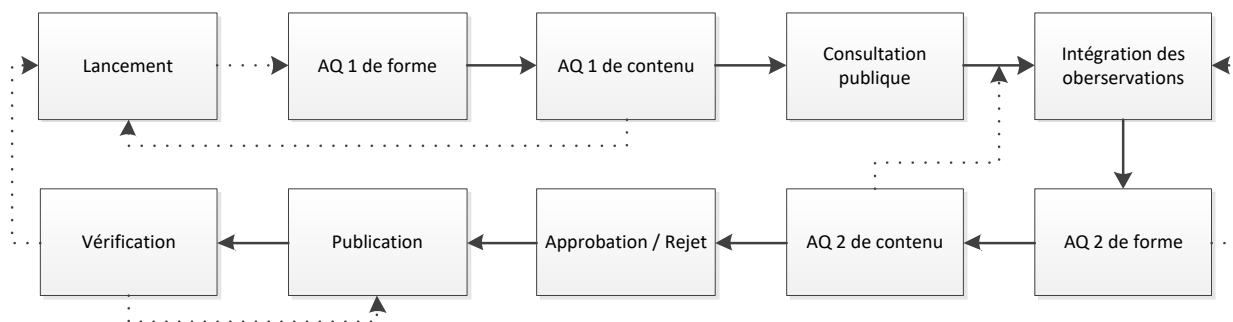 Lancement
AQ 1 de forme
AQ 1 de contenu
Consultation
publique
Intégration des
oberservations
Vérification
Publication
Approbation / Rejet
AQ 2 de contenu
AQ 2 de forme